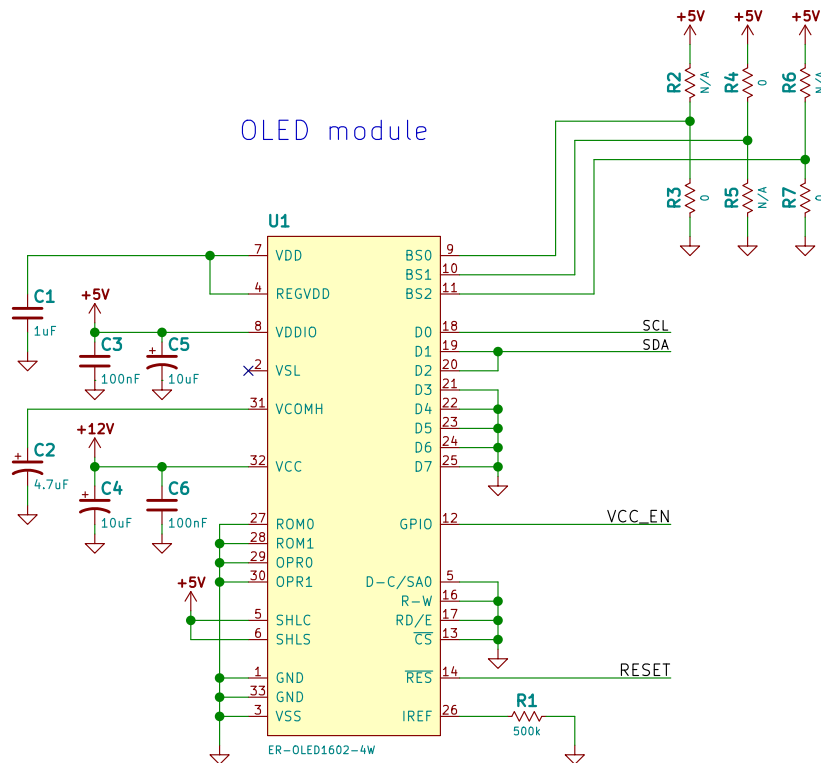 +5V +5V +5V
R2 N/A R4 0 R6 N/A
OLED module
R3 0 R5 N/A R7 0
U1
7 VDD BS0 9
BS1 10
C1 4 REGVDD BS2 11
1uF
+5V
8 VDDIO D0 18 SCL
C3 C5 D1 19 SDA
100nF + 10uF
2 VSL D2 20
D3 21
31 VCOMH D4 22
+12V D5 23
+ C2 D6 24
4.7uF
32 VCC D7 25
+ C4 C6
10uF 100nF
27 ROM0 GPIO 12 VCC_EN
28 ROM1
29 OPR0
30 OPR1 D-C/SA0 5
+5V
R-W 16
5 SHLC RD/E 17
6 SHLS CS 13
1 GND RES 14 RESET
33 GND
R1
3 VSS IREF 26
500k
ER-OLED1602-4W